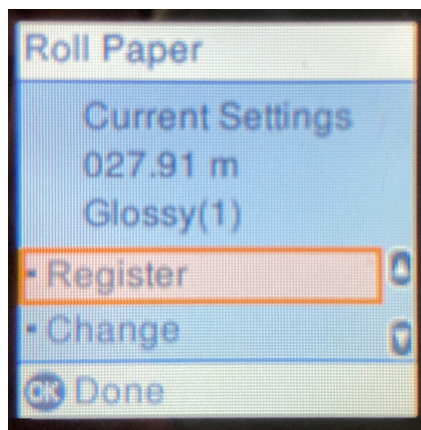 Roll Paper
Current Settings
027.91 m
Glossy(1)
Register
Change
OK Done